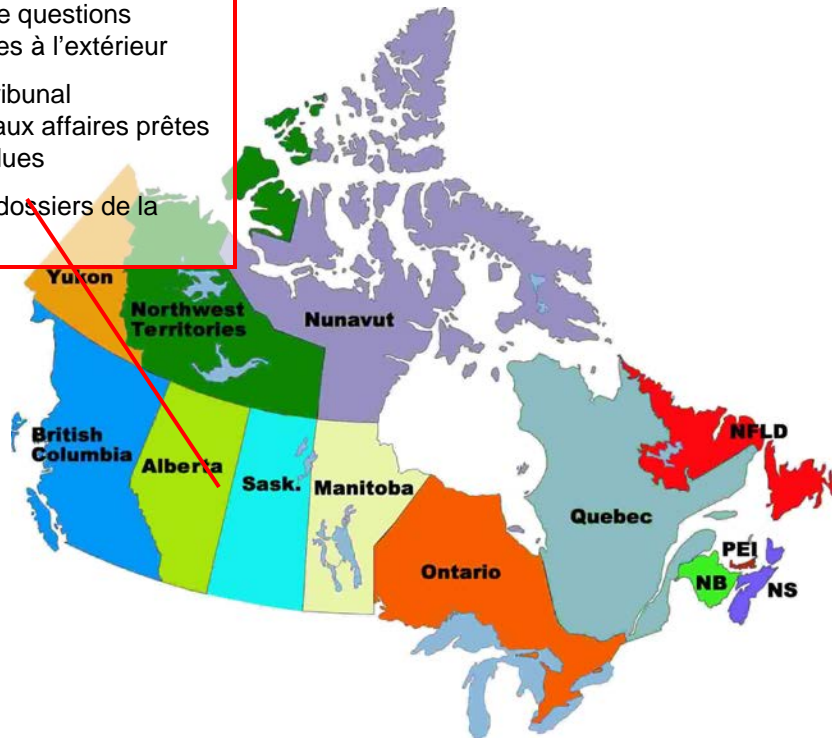 e questions
es à l’extérieur
ribunal
aux affaires prêtes
lues
dossiers de la
Yukon
Northwest
Territories
Nunavut
British
Columbia
Alberta
Sask.
Manitoba
Ontario
Quebec
NFLD
PEI
NB
NS